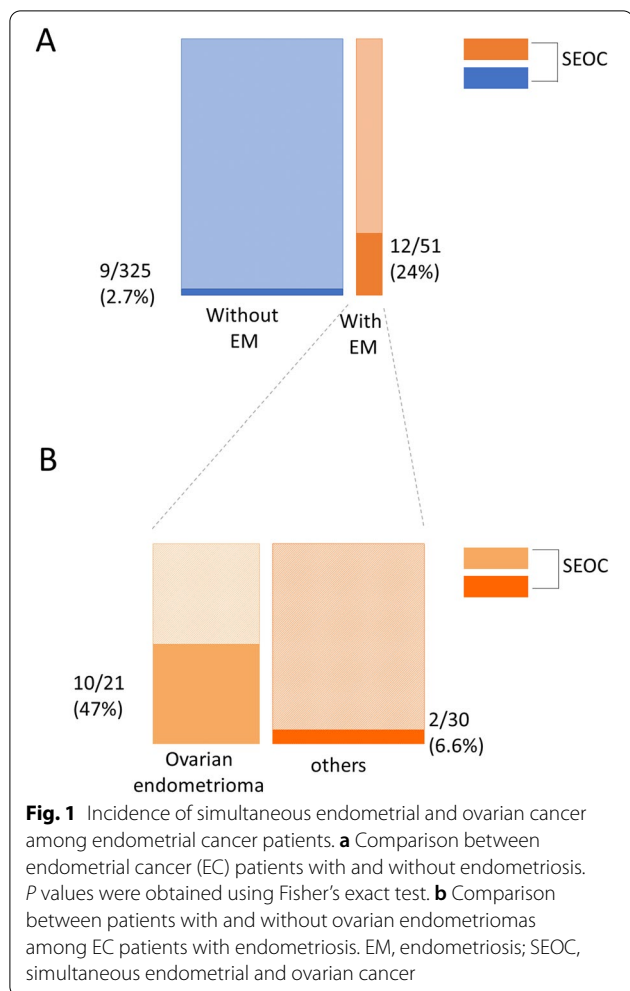 A
SEOC
9/325
(2.7%)
12/51
(24%)
Without
EM
With
EM
B
SEOC
10/21
(47%)
2/30
(6.6%)
Ovarian
endometrioma
others
Fig. 1 Incidence of simultaneous endometrial and ovarian cancer
among endometrial cancer patients. a Comparison between
endometrial cancer (EC) patients with and without endometriosis.
P values were obtained using Fisher’s exact test. b Comparison
between patients with and without ovarian endometriomas
among EC patients with endometriosis. EM, endometriosis; SEOC,
simultaneous endometrial and ovarian cancer